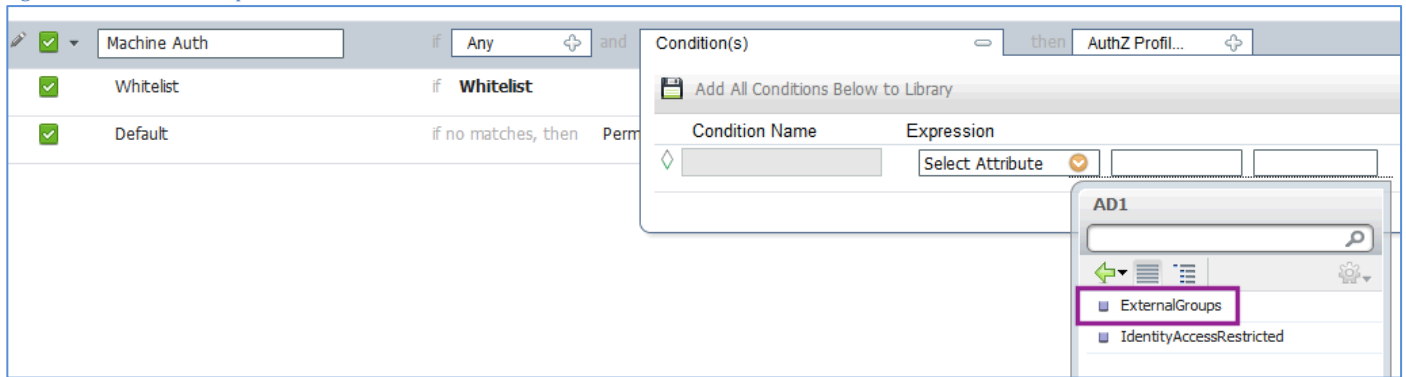 Machine Auth if Any and Condition(s) then AuthZ Profil...
Whitelist if Whitelist
Add All Conditions Below to Library
Default if no matches, then Perm
Condition Name Expression
Select Attribute
AD1
ExternalGroups
IdentityAccessRestricted